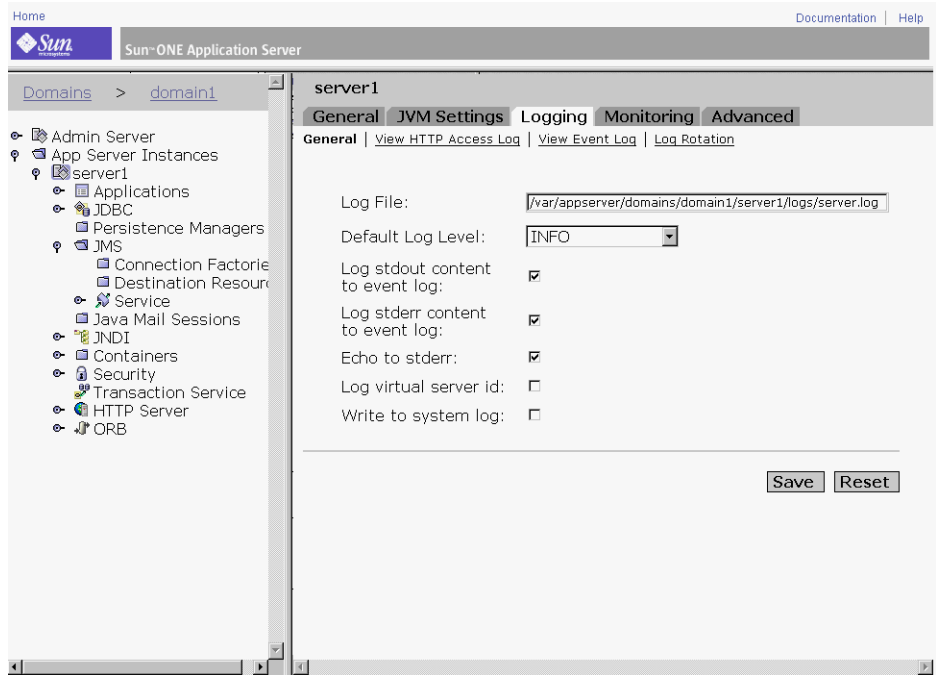 Home
Documentation | Help
Sun microsystems
Sun™ ONE Application Server
Domains > domain1
Admin Server
App Server Instances
server1
Applications
JDBC
Persistence Managers
JMS
Connection Factorie
Destination Resour
Service
Java Mail Sessions
JNDI
Containers
Security
Transaction Service
HTTP Server
ORB
server1
General JVM Settings Logging Monitoring Advanced
General | View HTTP Access Log | View Event Log | Log Rotation
Log File: /var/appserver/domains/domain1/server1/logs/server.log
Default Log Level: INFO
Log stdout content
to event log:
Log stderr content
to event log:
Echo to stderr:
Log virtual server id:
Write to system log:
Save Reset